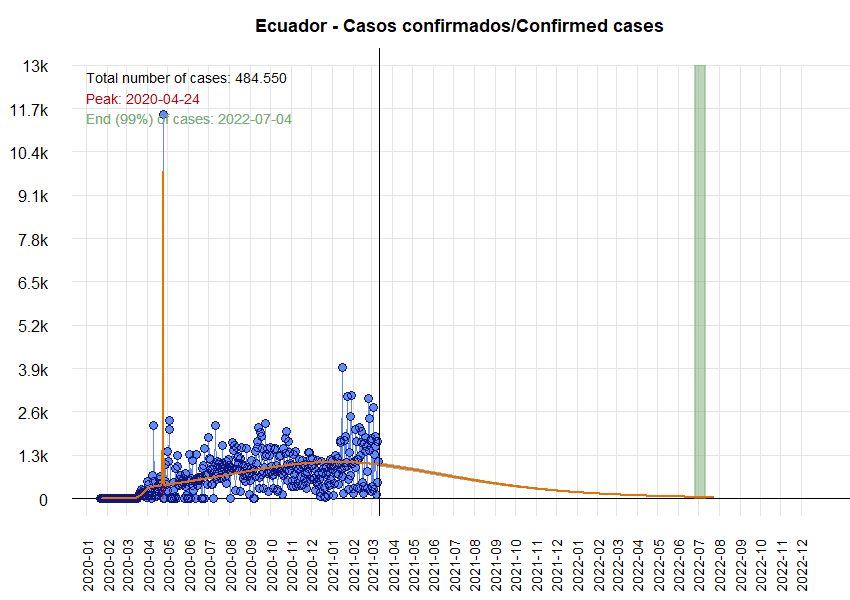 Ecuador - Casos confirmados/Confirmed cases
Total number of cases: 484.550
Peak: 2020-04-24
End (99%) of cases: 2022-07-04
13k
11.7k
10.4k
9.1k
7.8k
6.5k
5.2k
3.9k
2.6k
1.3k
0
2020-01
2020-02
2020-03
2020-04
2020-05
2020-06
2020-07
2020-08
2020-09
2020-10
2020-10
2020-12
2021-01
2021-02
2021-03
2021-04
2021-05
2021-06
2021-07
2021-08
2021-09
2021-10
2021-11
2021-12
2022-01
2022-02
2022-03
2022-04
2022-05
2022-06
2022-07
2022-08
2022-09
2022-10
2022-11
2022-12